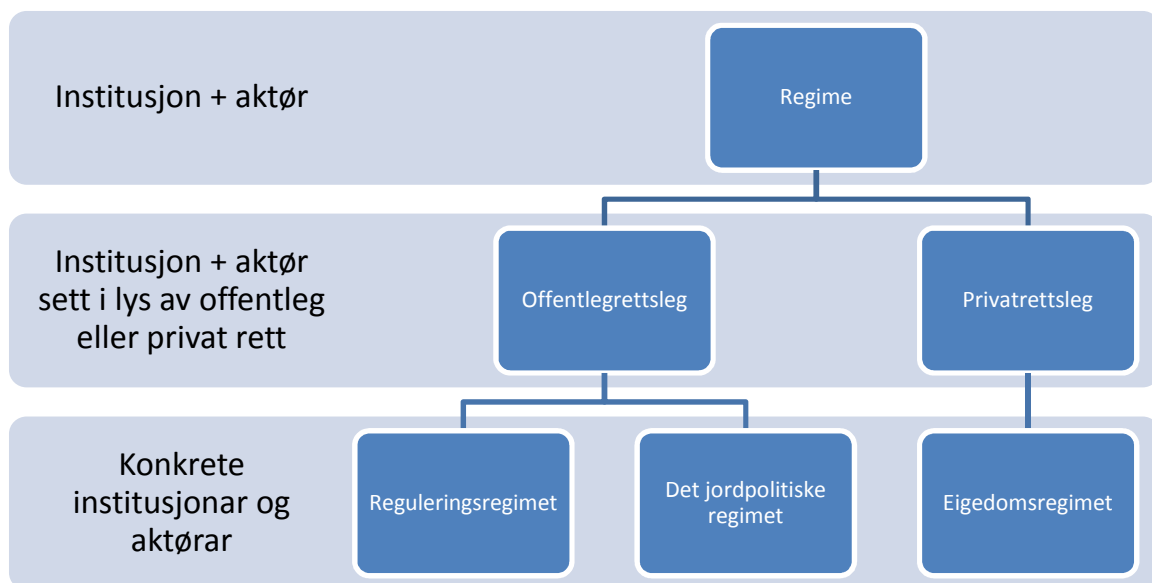 Institusjon + aktør
Regime
Institusjon + aktør
sett i lys av offentleg
eller privat rett
Offentlegrettsleg
Privatrettsleg
Konkrete
institusjonar og
aktørar
Reguleringsregimet
Det jordpolitiske
regimet
Eigedomsregimet